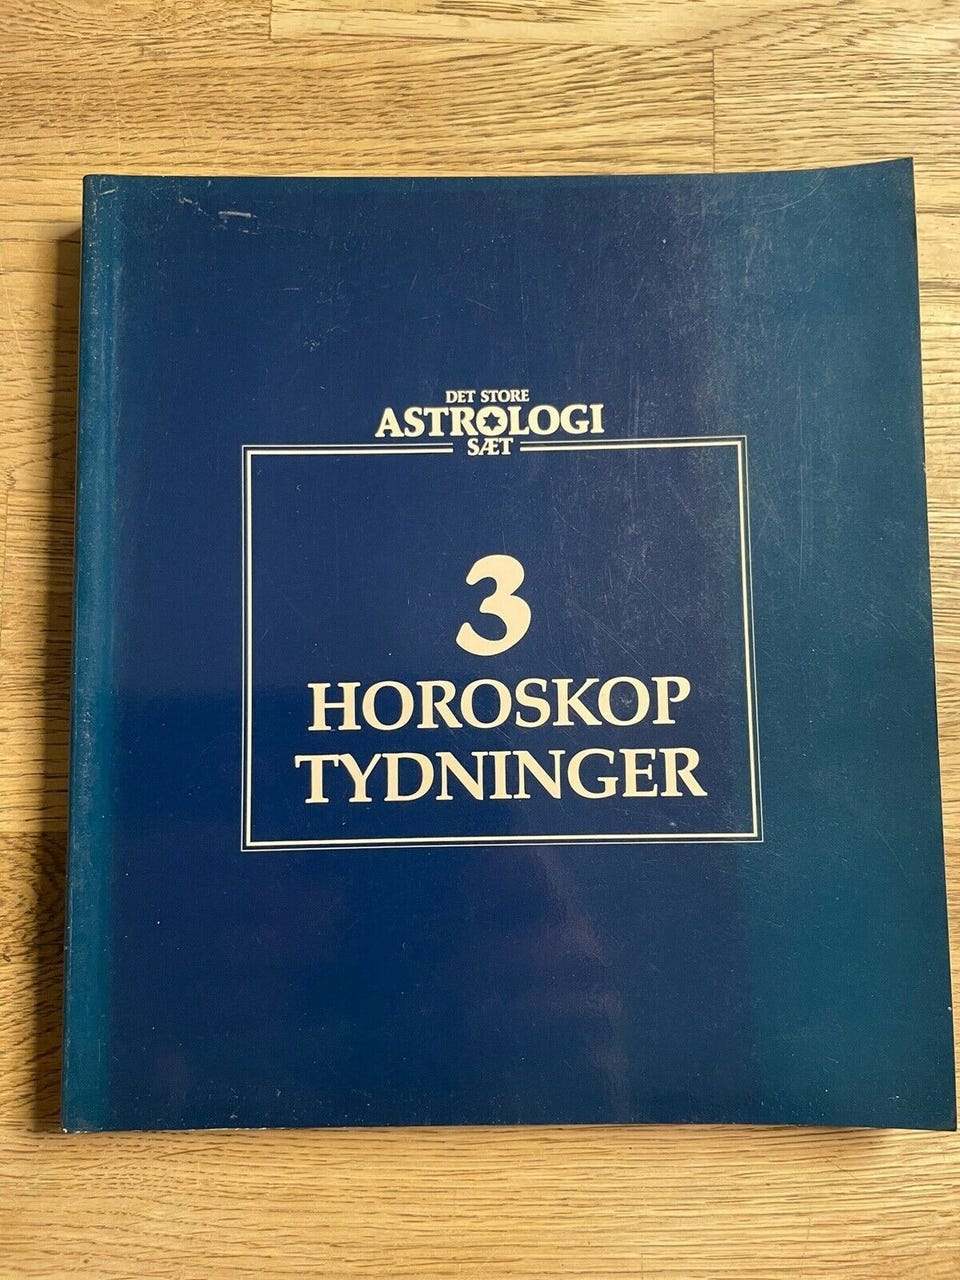 DET STORE
ASTROLOGI
SÆT
3
HOROSKOP
TYDNINGER